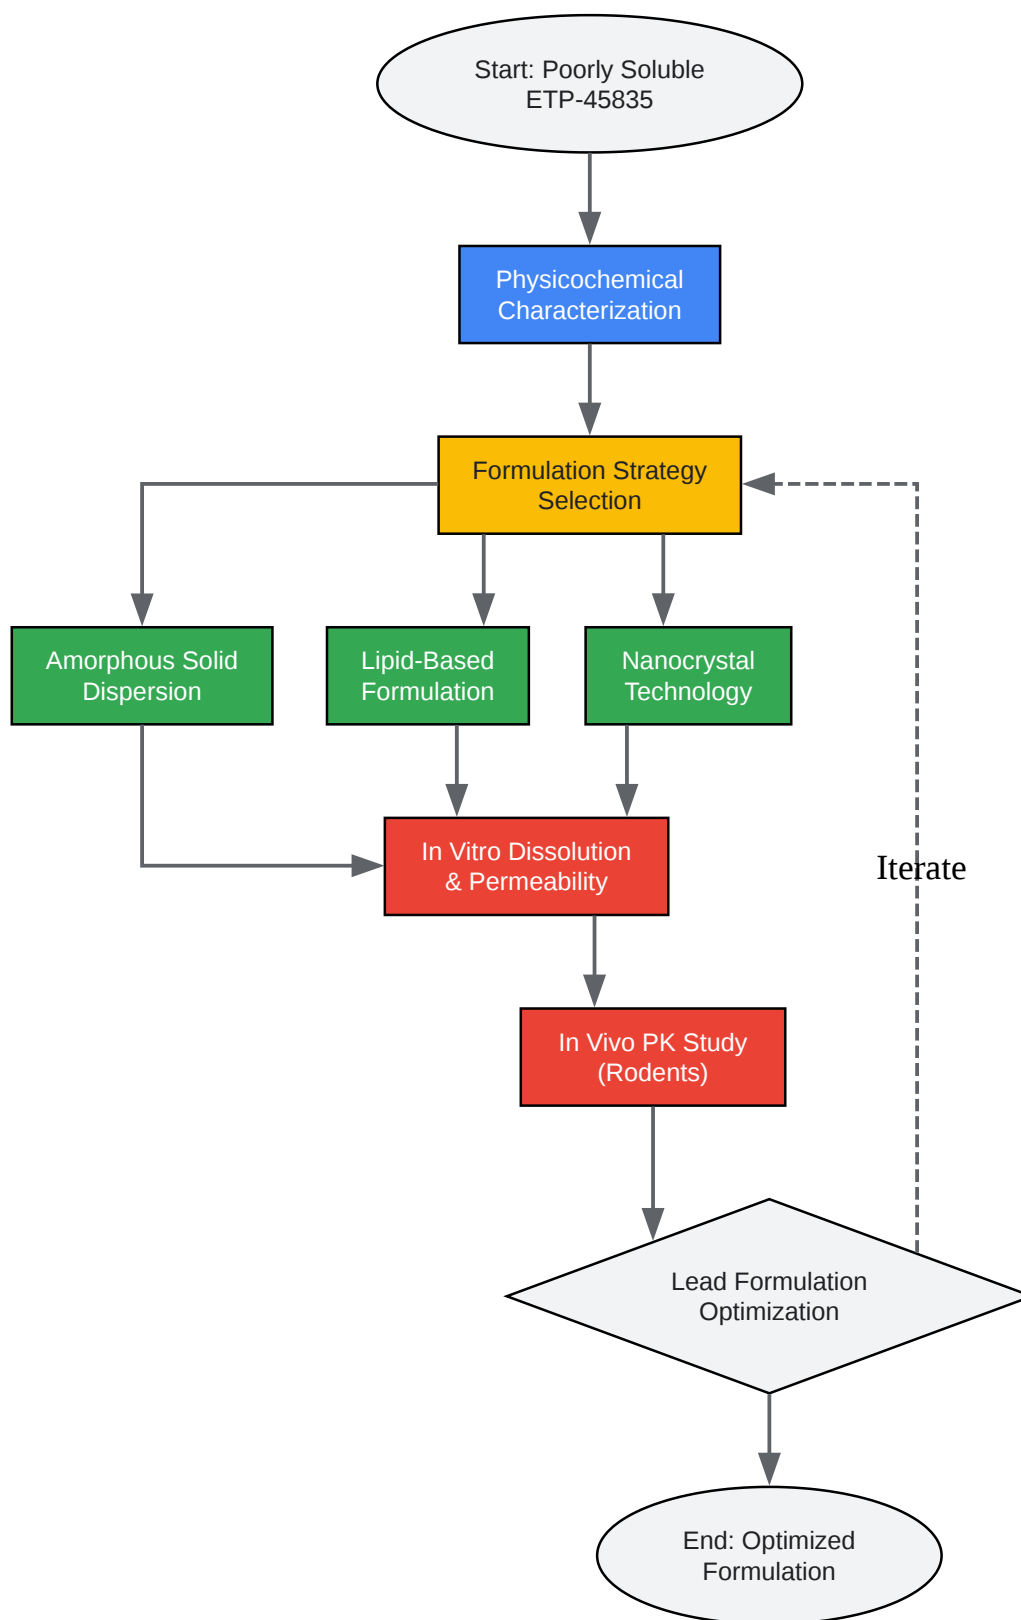 Start: Poorly Soluble
ETP-45835
Physicochemical
Characterization
Formulation Strategy
Selection
Amorphous Solid
Dispersion
Lipid-Based
Formulation
Nanocrystal
Technology
In Vitro Dissolution
& Permeability
Iterate
In Vivo PK Study
(Rodents)
Lead Formulation
Optimization
End: Optimized
Formulation